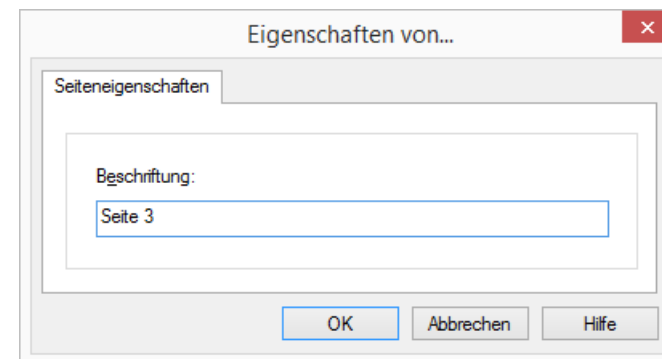 Eigenschaften von...
Seiteneigenschaften
Beschriftung:
Seite 3
OK Abbrechen Hilfe